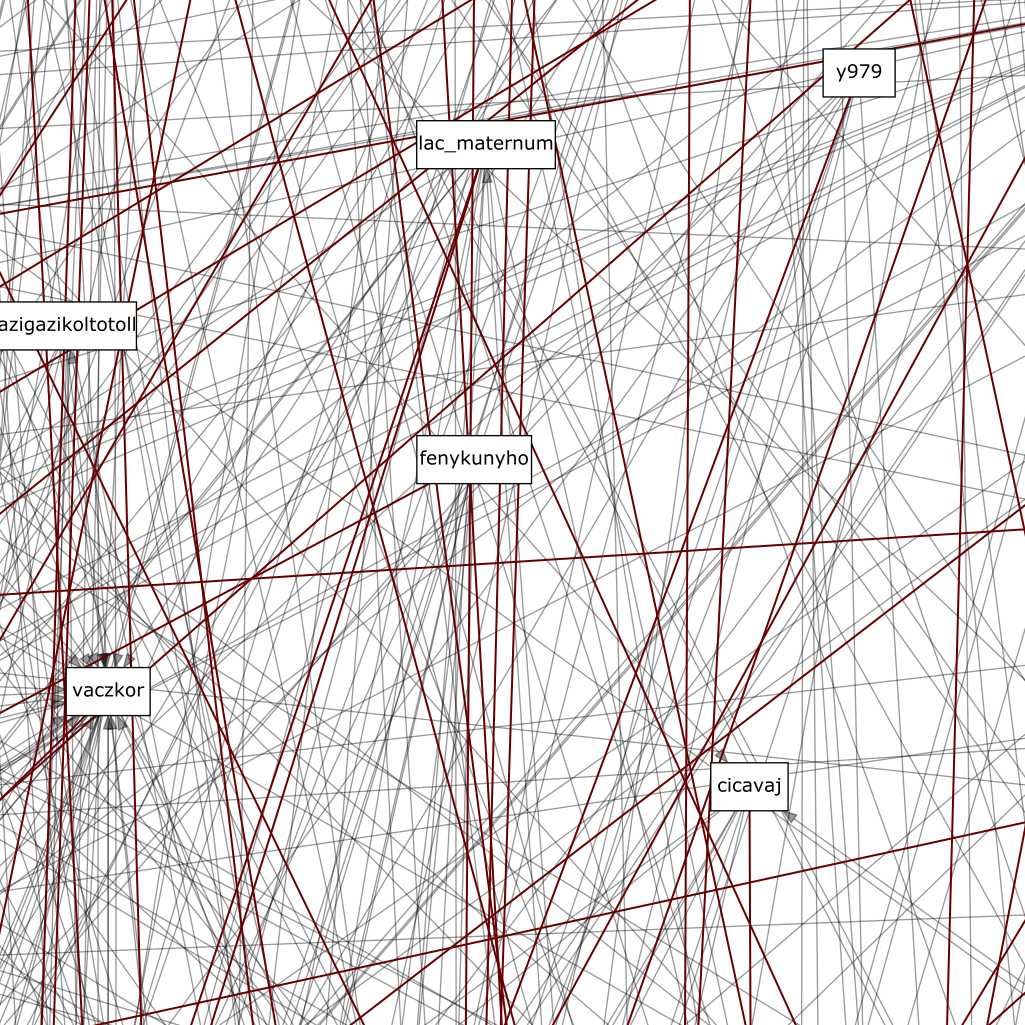 y979
lac_maternum
azigazikoltotoll
fenykunyho
vaczkor
cicavaj